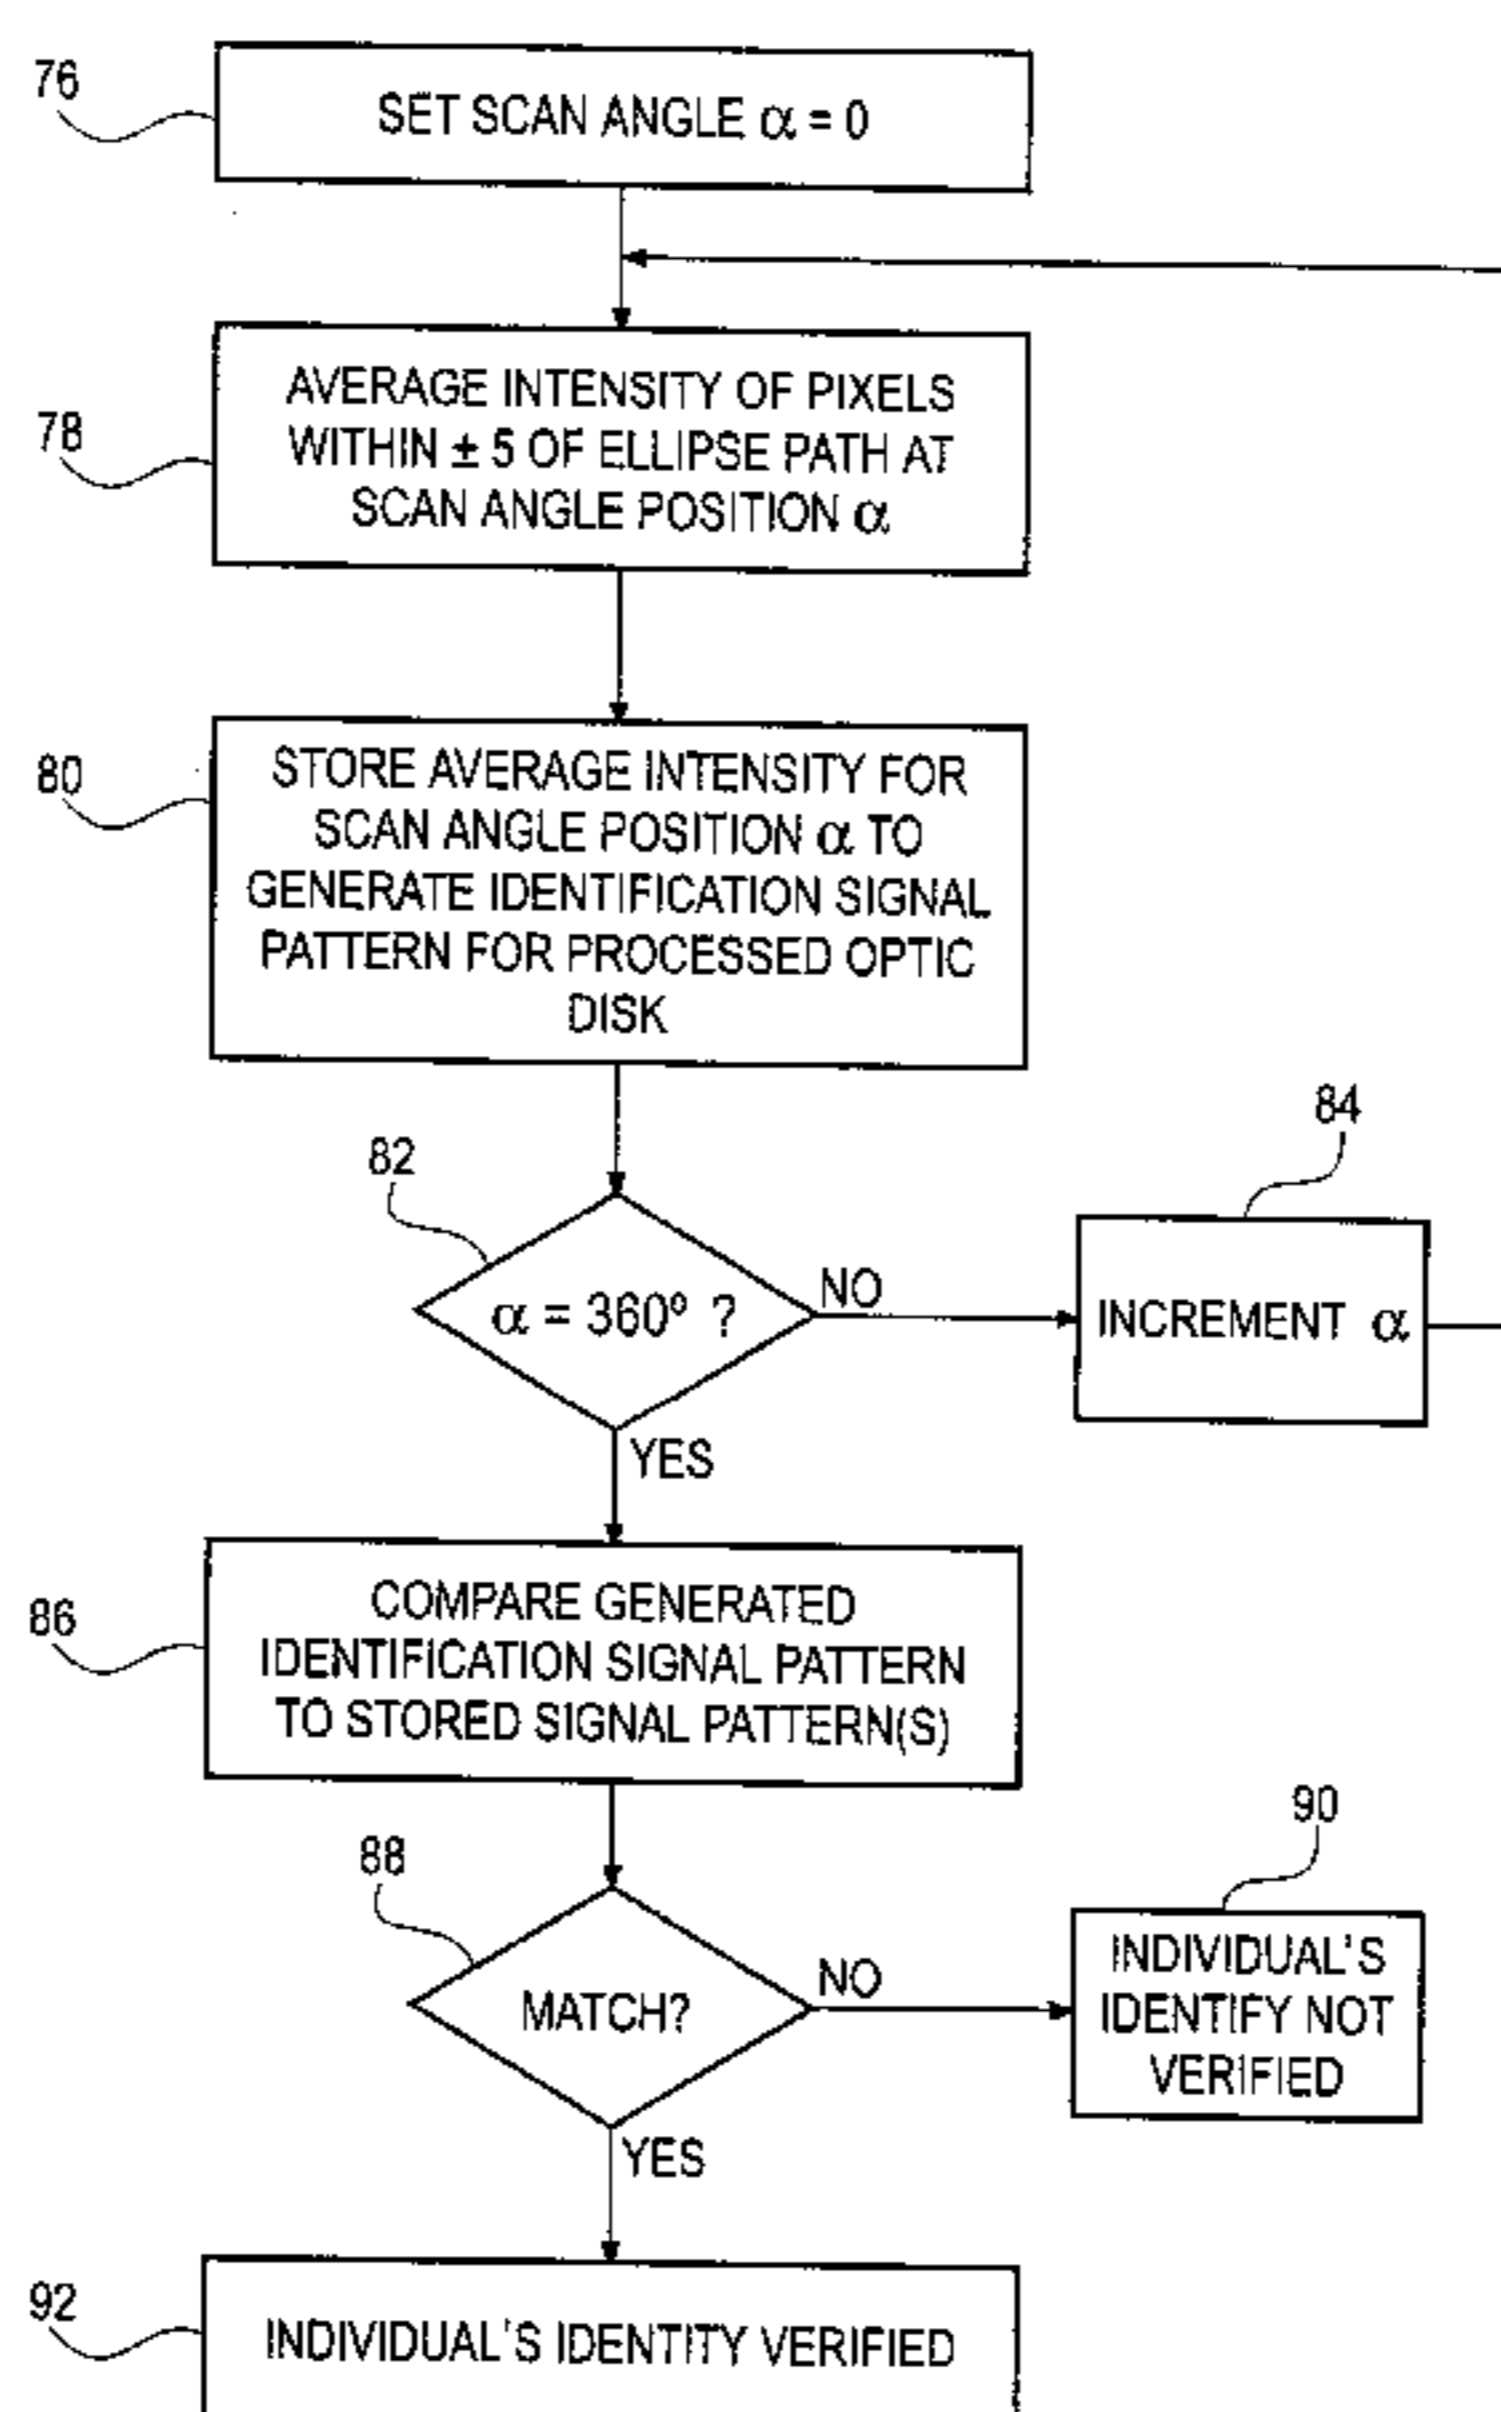 76
SET SCAN ANGLE α = 0
78
AVERAGE INTENSITY OF PIXELS
WITHIN ± 5 OF ELLIPSE PATH AT
SCAN ANGLE POSITION α
80
STORE AVERAGE INTENSITY FOR
SCAN ANGLE POSITION α TO
GENERATE IDENTIFICATION SIGNAL
PATTERN FOR PROCESSED OPTIC
DISK
82
α = 360º ?
NO
84
INCREMENT α
YES
86
COMPARE GENERATED
IDENTIFICATION SIGNAL PATTERN
TO STORED SIGNAL PATTERN(S)
88
MATCH?
NO
90
INDIVIDUAL'S
IDENTIFY NOT
VERIFIED
YES
92
INDIVIDUAL'S IDENTITY VERIFIED